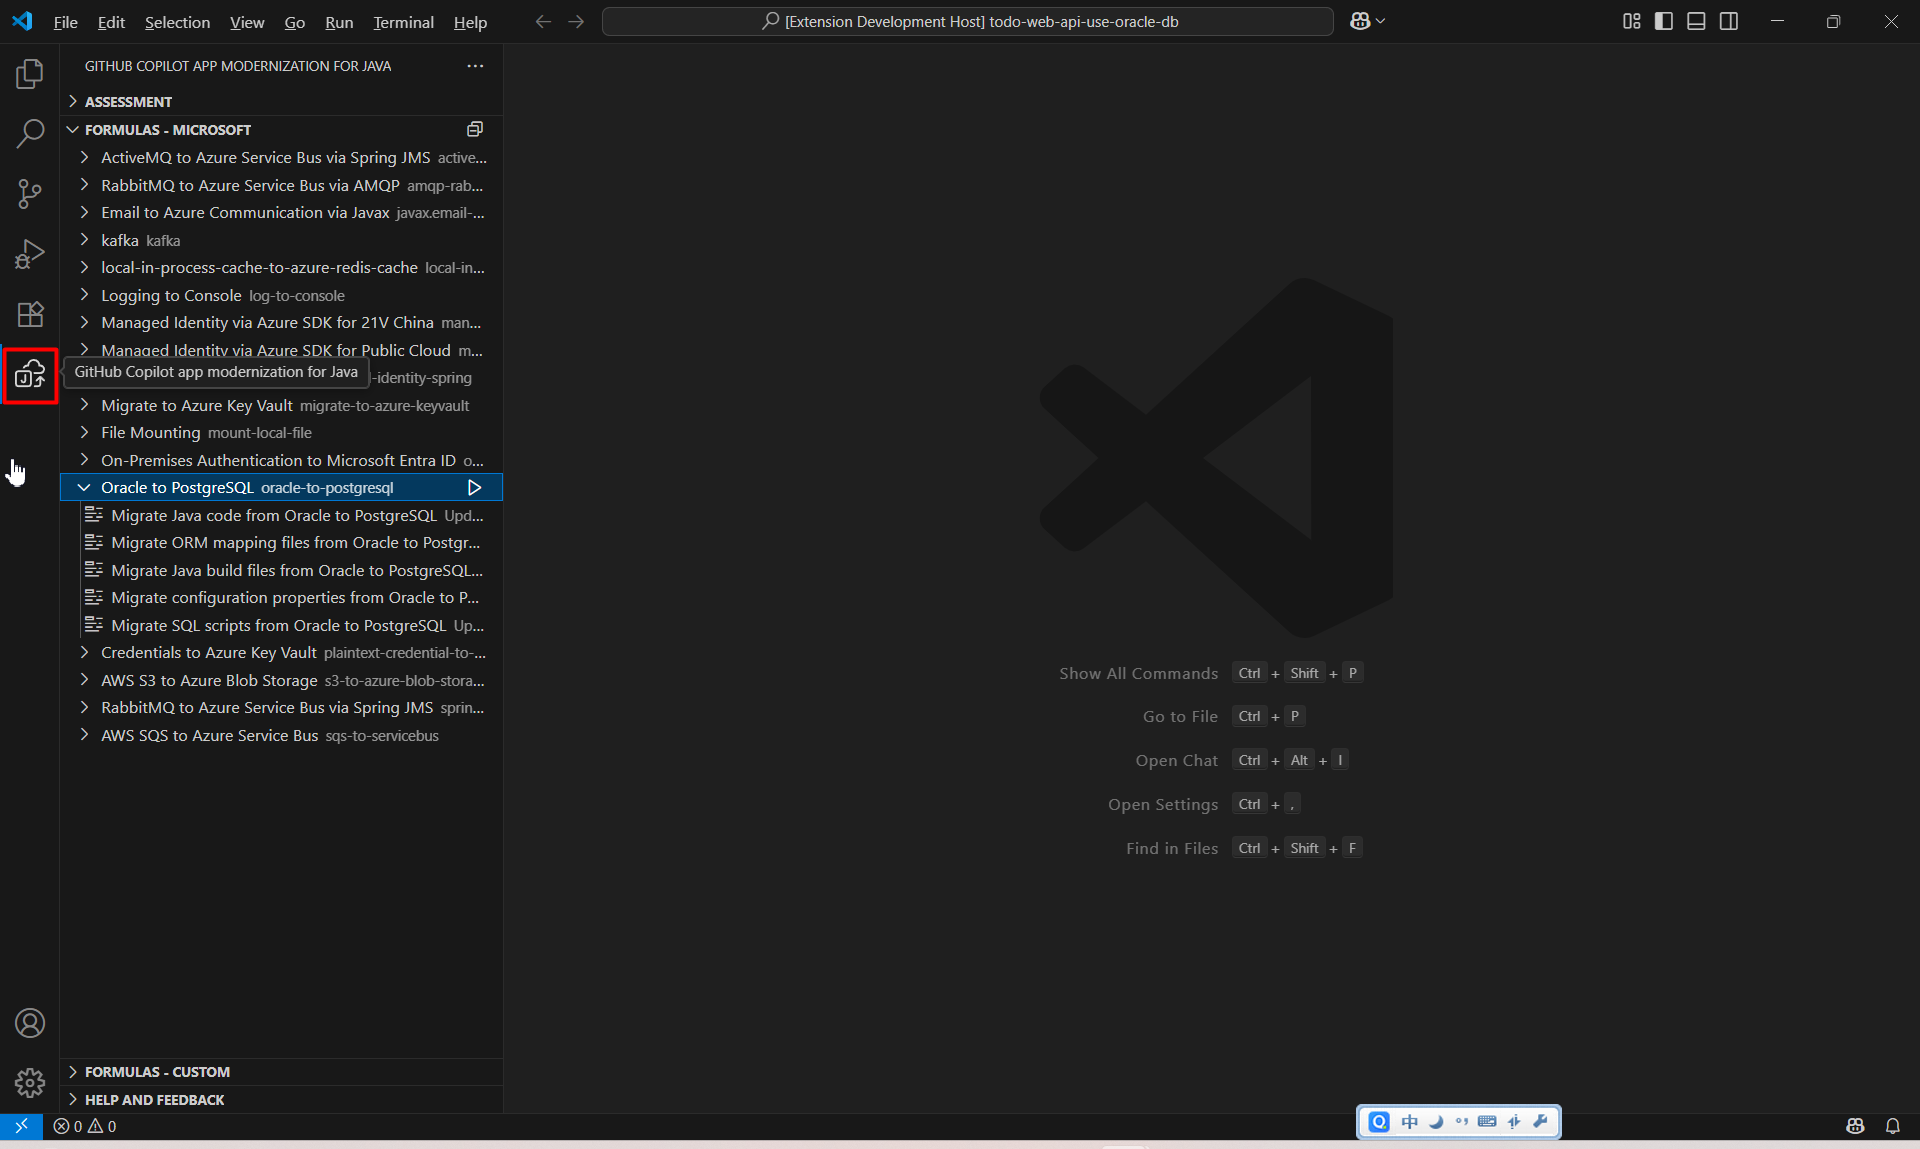 File Edit Selection View Go Run Terminal Help
[Extension Development Host] todo-web-api-use-oracle-db
GITHUB COPILOT APP MODERNIZATION FOR JAVA
ASSESSMENT
FORMULAS - MICROSOFT
ActiveMQ to Azure Service Bus via Spring JMS active...
RabbitMQ to Azure Service Bus via AMQP amqp-rab...
Email to Azure Communication via Javax javax.email-...
kafka kafka
local-in-process-cache-to-azure-redis-cache local-in...
Logging to Console log-to-console
Managed Identity via Azure SDK for 21V China man...
Managed Identity via Azure SDK for Public Cloud m...
GitHub Copilot app modernization for Java
-identity-spring
Migrate to Azure Key Vault migrate-to-azure-keyvault
File Mounting mount-local-file
On-Premises Authentication to Microsoft Entra ID o...
Oracle to PostgreSQL oracle-to-postgresql
Migrate Java code from Oracle to PostgreSQL Upd...
Migrate ORM mapping files from Oracle to Postgr...
Migrate Java build files from Oracle to PostgreSQL...
Migrate configuration properties from Oracle to P...
Migrate SQL scripts from Oracle to PostgreSQL Up...
Credentials to Azure Key Vault plaintext-credential-to-...
AWS S3 to Azure Blob Storage s3-to-azure-blob-stora...
RabbitMQ to Azure Service Bus via Spring JMS sprin...
AWS SQS to Azure Service Bus sqs-to-servicebus
Show All Commands Ctrl + Shift + P
Go to File Ctrl + P
Open Chat Ctrl + Alt + I
Open Settings Ctrl + ,
Find in Files Ctrl + Shift + F
FORMULAS - CUSTOM
HELP AND FEEDBACK
0 0
中